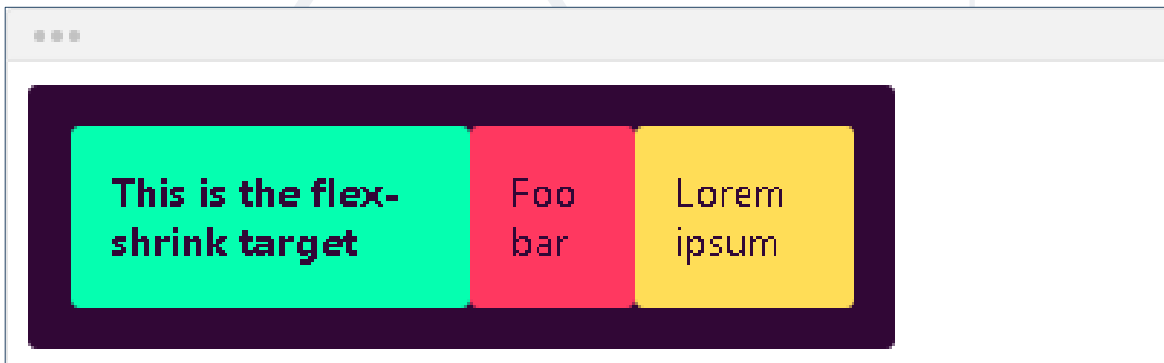 This is the flex-
shrink target
Foo
bar
Lorem
ipsum